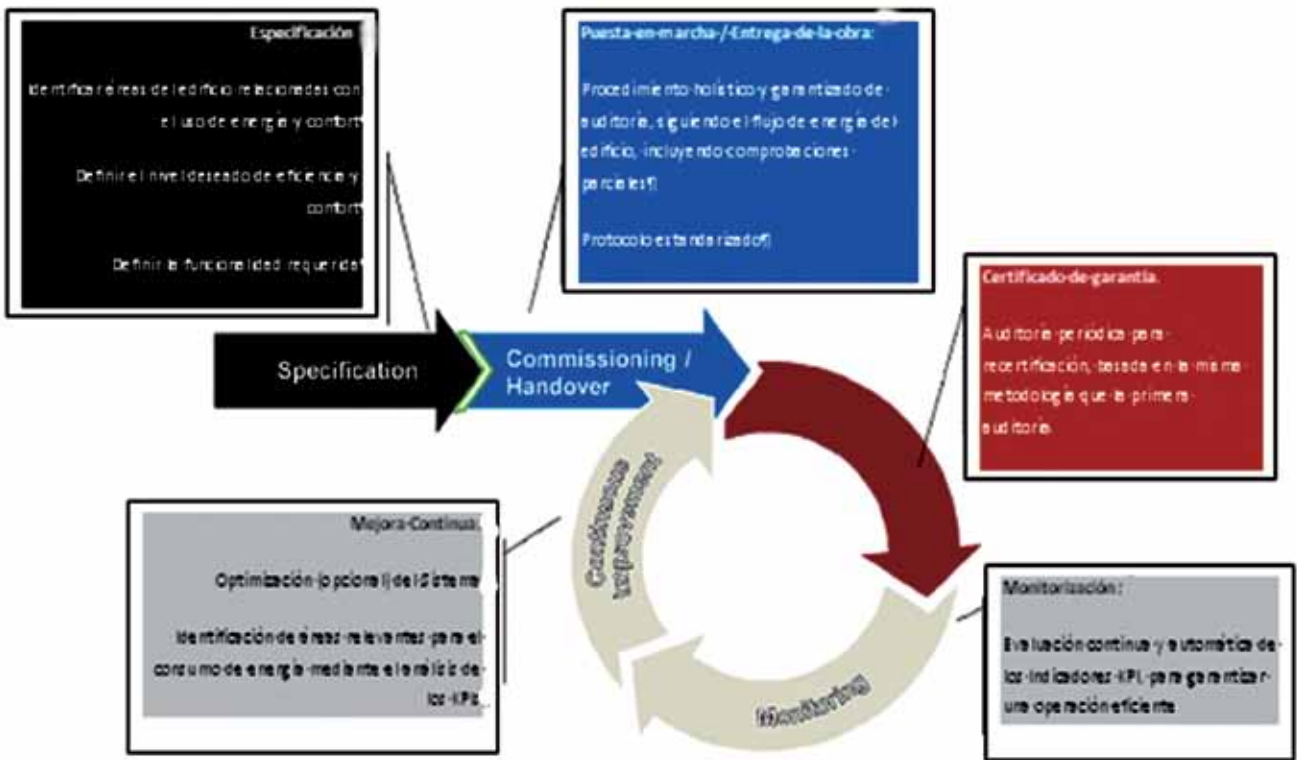 Especificación
Identificar áreas del edificio relacionadas con
el uso de energía y confort
Definir el nivel deseado de eficiencia y
confort
Definir la funcionalidad requerida
Puesta-en-marcha-/-Entrega-de-la-obra:
Procedimiento holístico y garantizado de
auditoría, siguiendo el flujo de energía del
edificio, incluyendo comprobaciones
parciales¶
Protocolo estandarizado¶
Certificado-de-garantía.
Auditoría periódica para
recertificación, basada en la misma
metodología que la primera
auditoría.
Specification
Commissioning /
Handover
Continuous
Improvement
Monitoring
Mejora Continua.
Optimización (opcional) del Sistema
Identificación de áreas relevantes para el
consumo de energía mediante el análisis de
los KPIs
Monitorización:
Evaluación continua y automática de
los Indicadores KPI, para garantizar
una operación eficiente